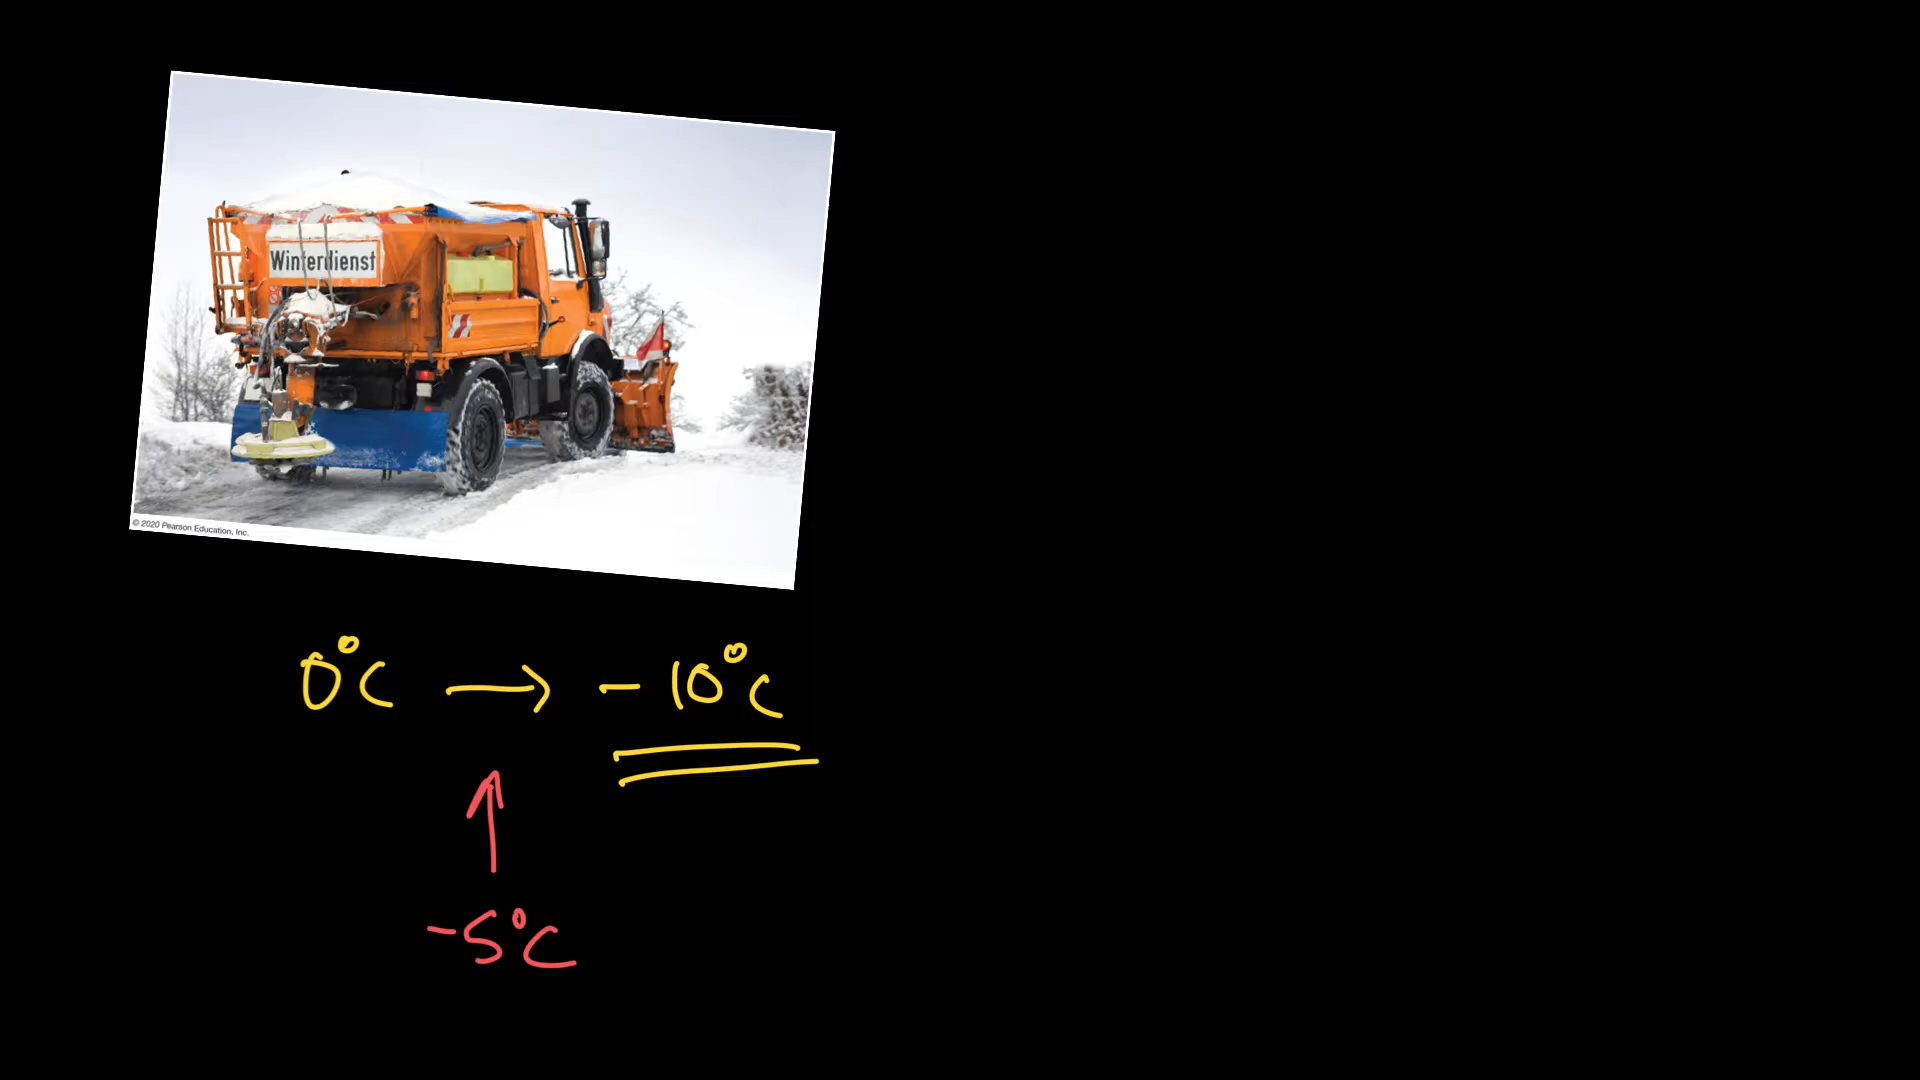 Winterdienst
© 2020 Pearson Education, Inc.
0°C → -10°C
-5°C